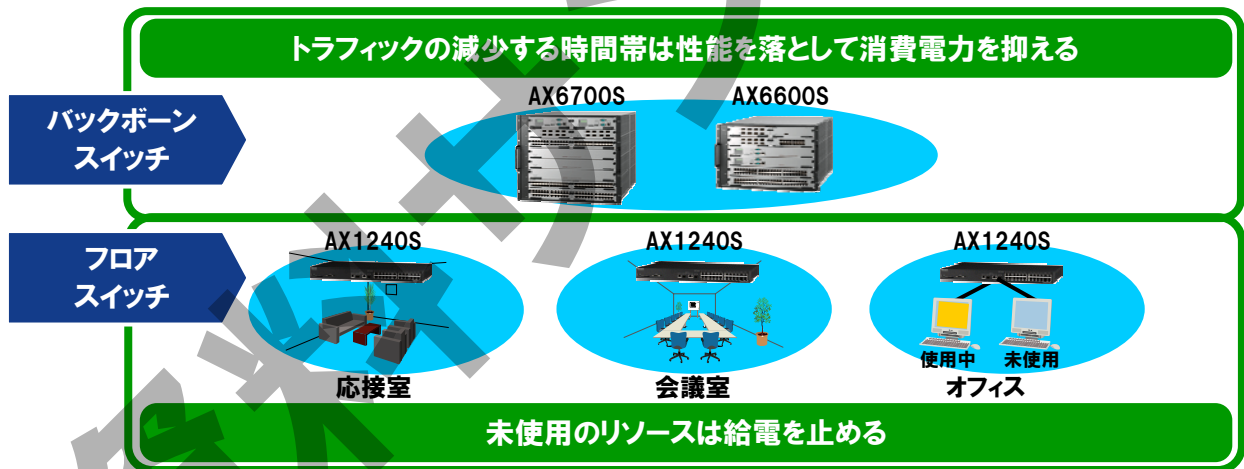 トラフィックの減少する時間帯は性能を落として消費電力を抑える
バックボーン
スイッチ
AX6700S
AX6600S
フロア
スイッチ
AX1240S
AX1240S
AX1240S
使用中
未使用
応接室
会議室
オフィス
未使用のリソースは給電を止める